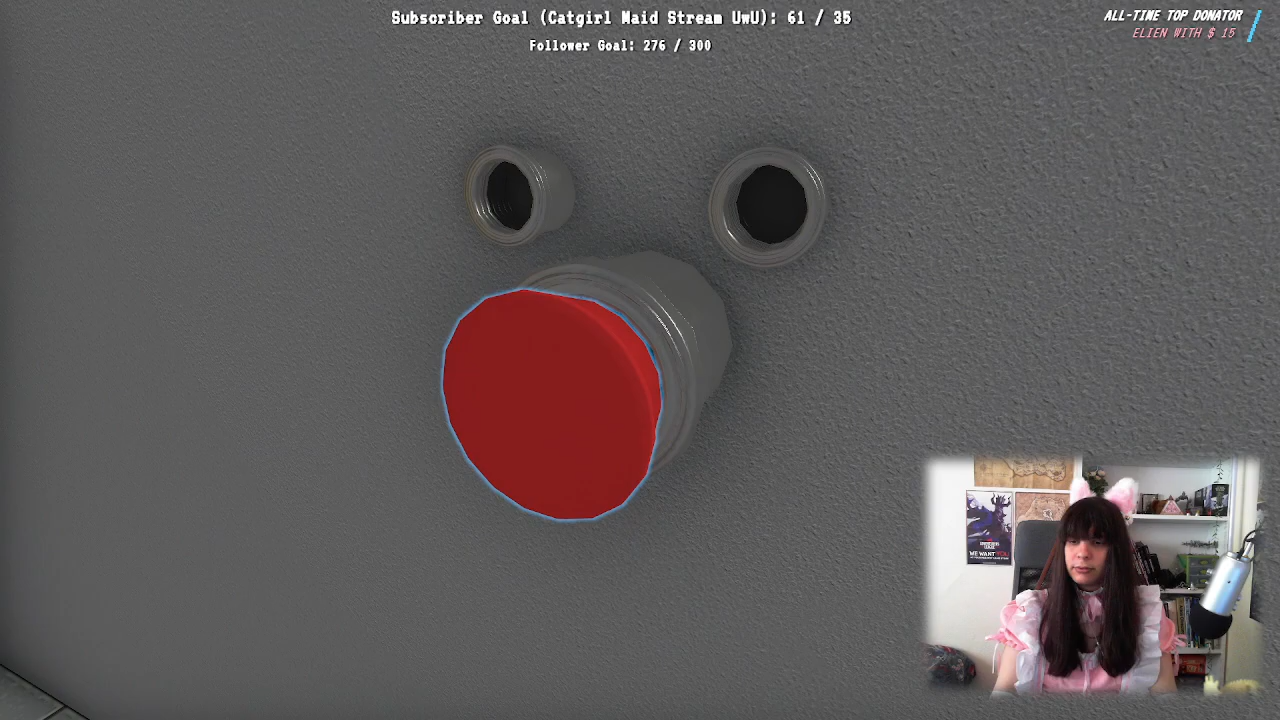 Subscriber Goal (Catgirl Maid Stream UwU): 61 / 35
Follower Goal: 276 / 300
ALL-TIME TOP DONATOR
ELIEN WITH $ 15
WE WANT YOU